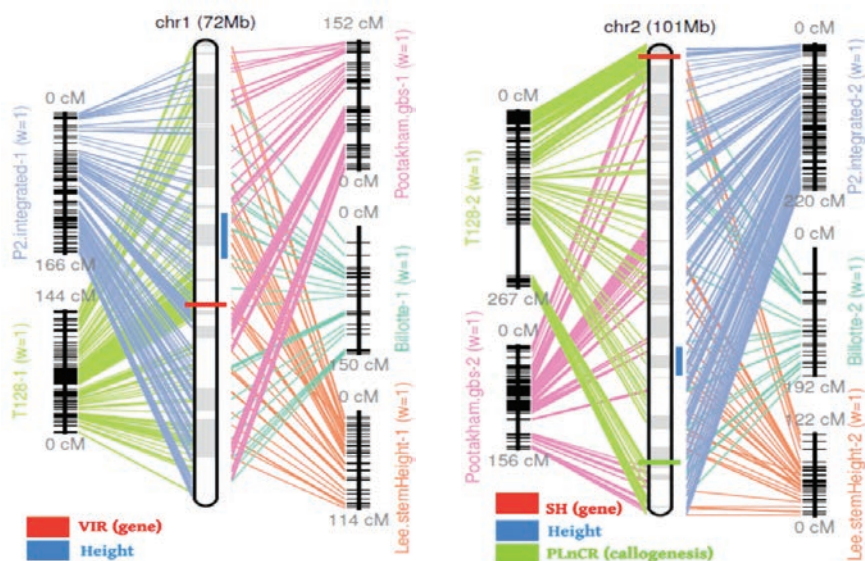 chr1 (72Mb)
0 cM
P2.integrated-1 (w=1)
166 cM
144 cM
T128-1 (w=1)
0 cM
152 cM
Pootakham.gbs-1 (w=1)
0 cM
0 cM
Billotte-1 (w=1)
150 cM
0 cM
Lee.stemHeight-1 (w=1)
114 cM
VIR (gene)
Height
chr2 (101Mb)
0 cM
T128-2 (w=1)
267 cM
0 cM
Pootakham.gbs-2 (w=1)
156 cM
0 cM
P2.integrated-2 (w=1)
220 cM
0 cM
Billotte-2 (w=1)
192 cM
122 cM
Lee.stemHeight-2 (w=1)
0 cM
SH (gene)
Height
PLnCR (callogenesis)